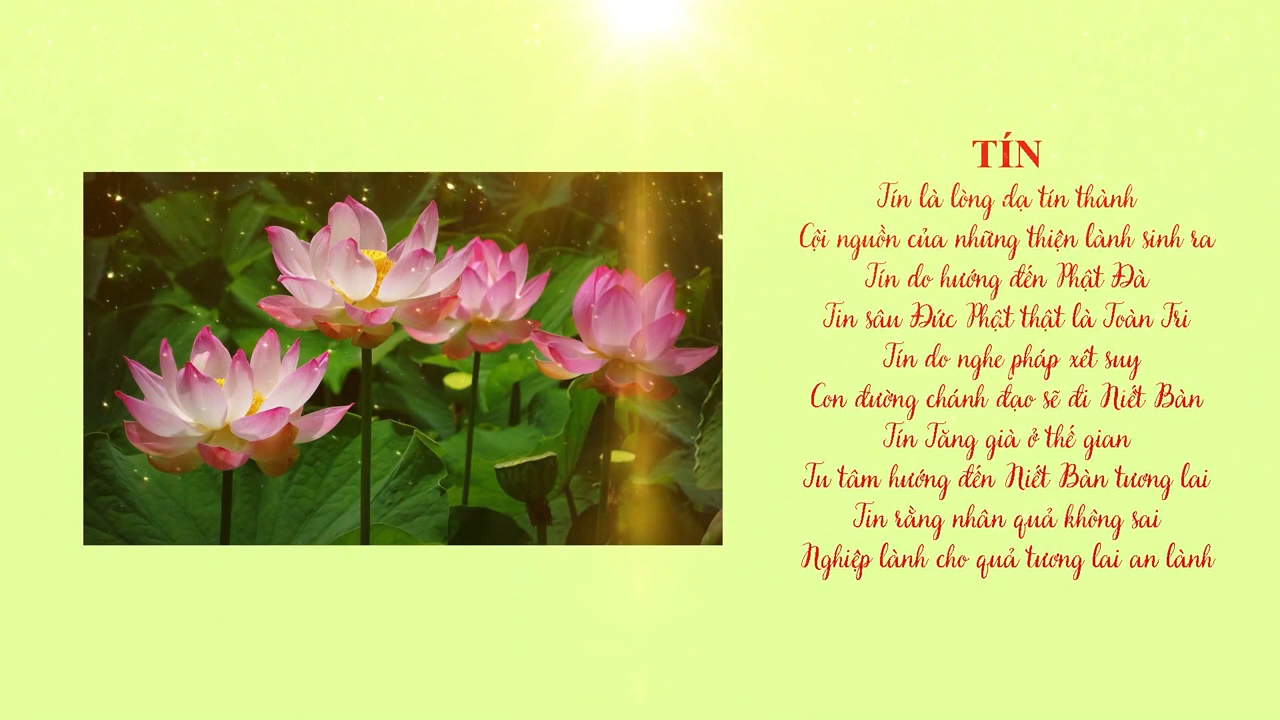 TÍN
Tín là lòng dạ tín thành
Cội nguồn của những thiện lành sinh ra
Tín do hướng đến Phật Đà
Tin sâu Đức Phật thật là Toàn Tri
Tín do nghe pháp xét suy
Con đường chánh đạo sẽ đi Niết Bàn
Tín Tăng già ở thế gian
Tu tâm hướng đến Niết Bàn tương lai
Tin rằng nhân quả không sai
Nghiệp lành cho quả tương lai an lành